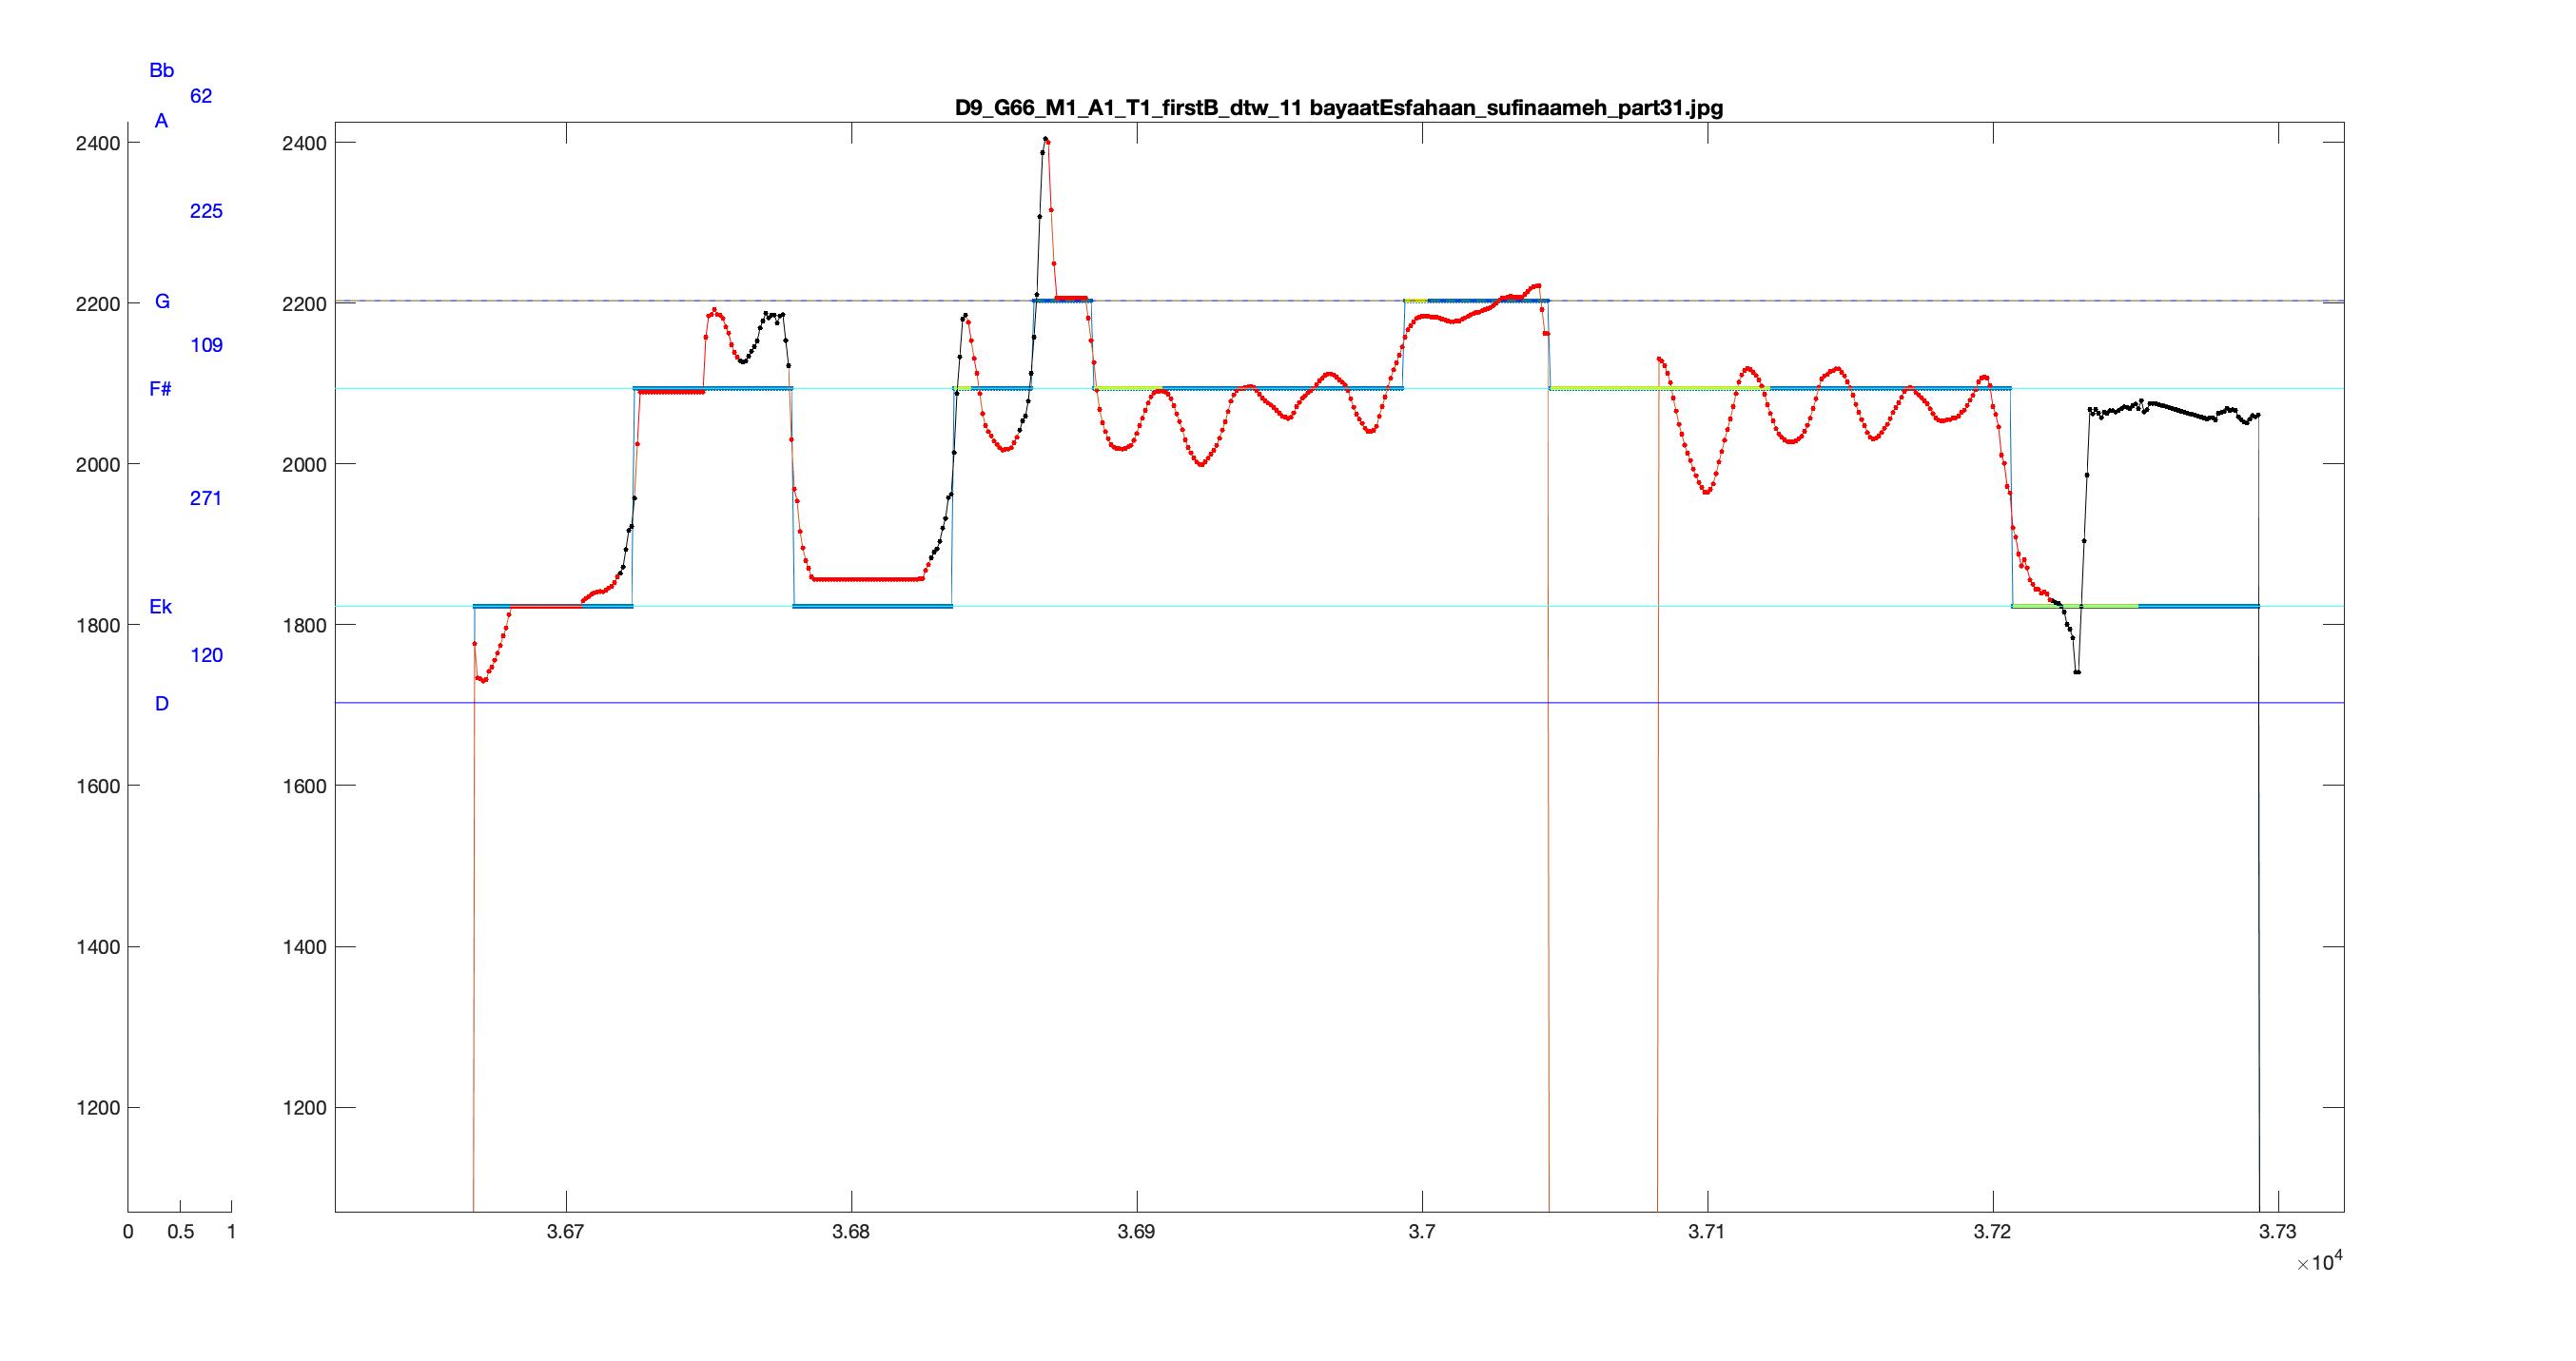 Bb
62
D9_G66_M1_A1_T1_firstB_dtw_11 bayaatEsfahaan_sufinaameh_part31.jpg
A
2400 2400
225
2200 G 2200
109
F#
2000 2000
271
Ek
1800 1800
120
D
1600 1600
1400 1400
1200 1200
0 0.5 1 3.67 3.68 3.69 3.7 3.71 3.72 3.73
×10^4